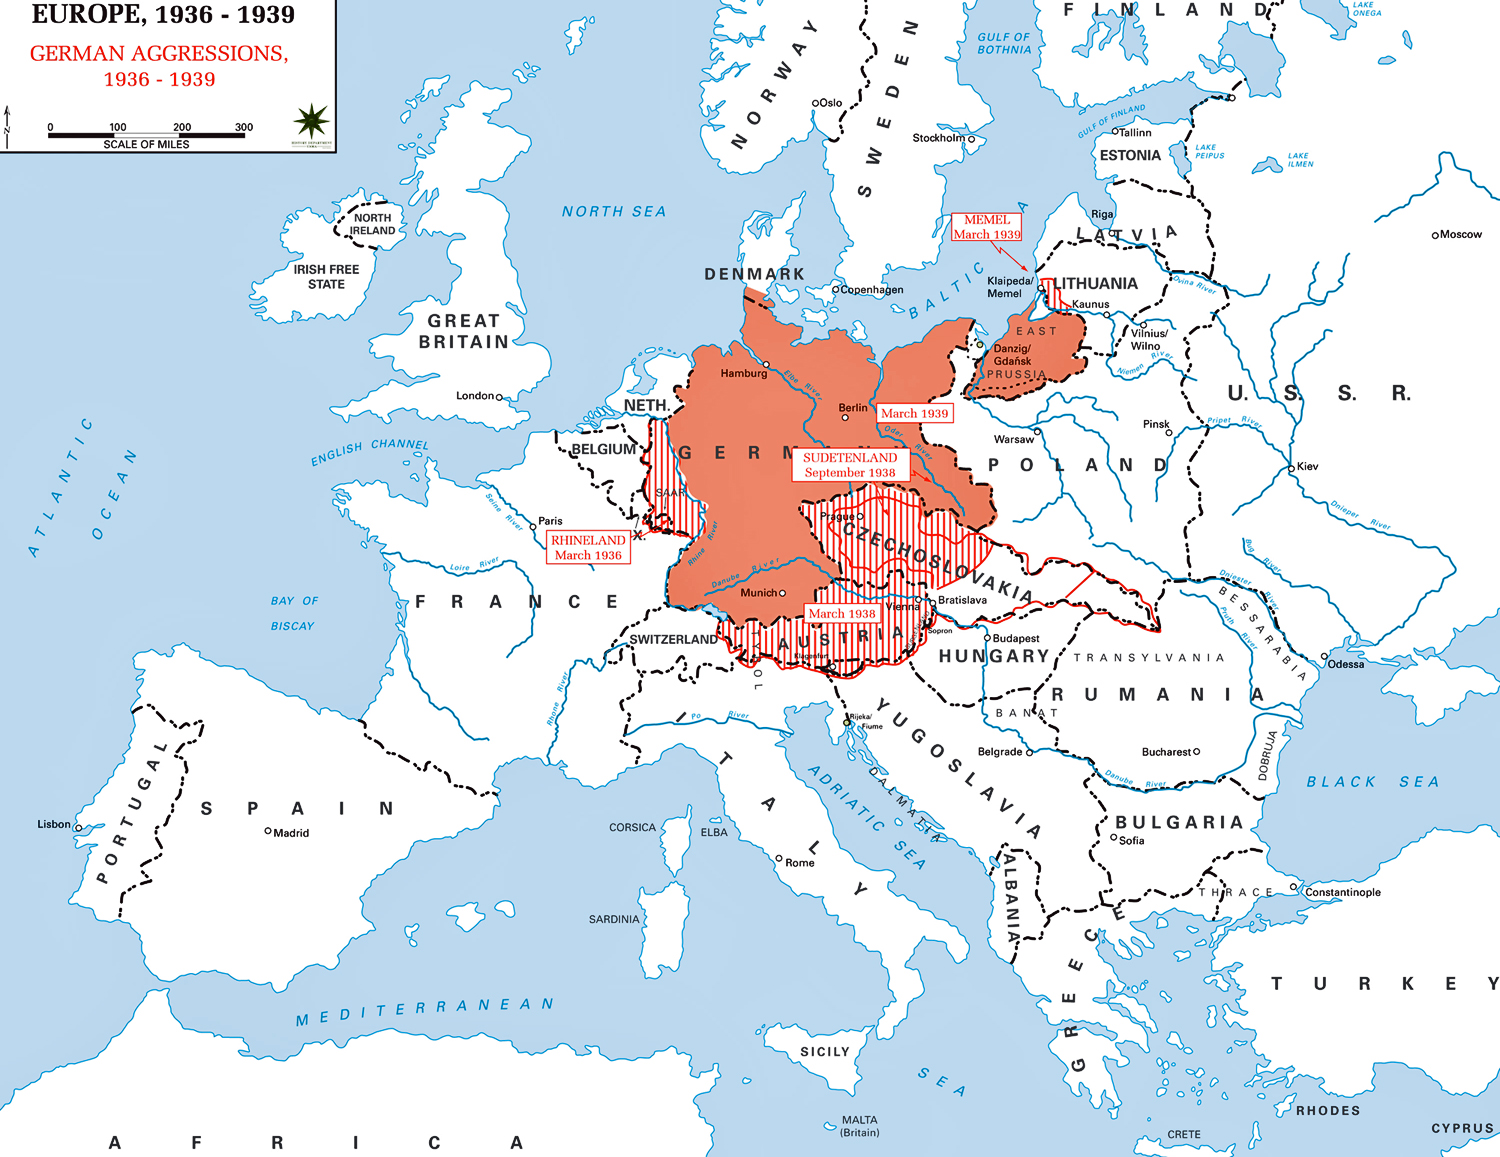 EUROPE, 1936 - 1939
GERMAN AGGRESSIONS,
1936 - 1939
N
0 100 200 300
SCALE OF MILES
FINLAND
LAKE
ONEGA
GULF OF
BOTHNIA
NORWAY
SWEDEN
Oslo
Stockholm
GULF OF FINLAND
Tallinn
ESTONIA
LAKE
PEIPUS
LAKE
ILMEN
NORTH SEA
NORTH
IRELAND
IRISH FREE
STATE
GREAT
BRITAIN
London
DENMARK
Copenhagen
BALTIC
A
MEMEL
March 1939
Riga
LATVIA
Moscow
Klaipeda/
Memel
LITHUANIA
Kaunus
Dvina River
Vilnius/
Wilno
Niemen River
EAST
PRUSSIA
Danzig/
Gdańsk
U. S. S. R.
Hamburg
Elbe River
Berlin
March 1939
Oder River
NETH.
BELGIUM
GERMANY
SUDETENLAND
September 1938
Warsaw
Pinsk
Pripet River
POLAND
Kiev
Dnieper River
ATLANTIC
OCEAN
ENGLISH CHANNEL
Seine River
Paris
SAAR
X
RHINELAND
March 1936
Rhine River
Loire River
FRANCE
BAY OF
BISCAY
Prague
CZECHOSLOVAKIA
Danube River
Munich
March 1938
Vienna
Bratislava
Sopron
AUSTRIA
Klagenfurt
TYROL
SWITZERLAND
Budapest
HUNGARY
Bug River
Dniester River
Pruth River
BESSARABIA
Odessa
TRANSYLVANIA
RUMANIA
BANAT
Rhone River
Po River
Rijeka/
Fiume
YUGOSLAVIA
Belgrade
Bucharest
Danube River
DOBRUJA
BLACK SEA
PORTUGAL
SPAIN
Lisbon
Madrid
ITALY
CORSICA
ELBA
Rome
SARDINIA
ADRIATIC SEA
DALMATIA
BULGARIA
Sofia
ALBANIA
THRACE
Constantinople
GREECE
TURKEY
MEDITERRANEAN
SEA
SICILY
MALTA
(Britain)
AFRICA
CRETE
RHODES
CYPRUS